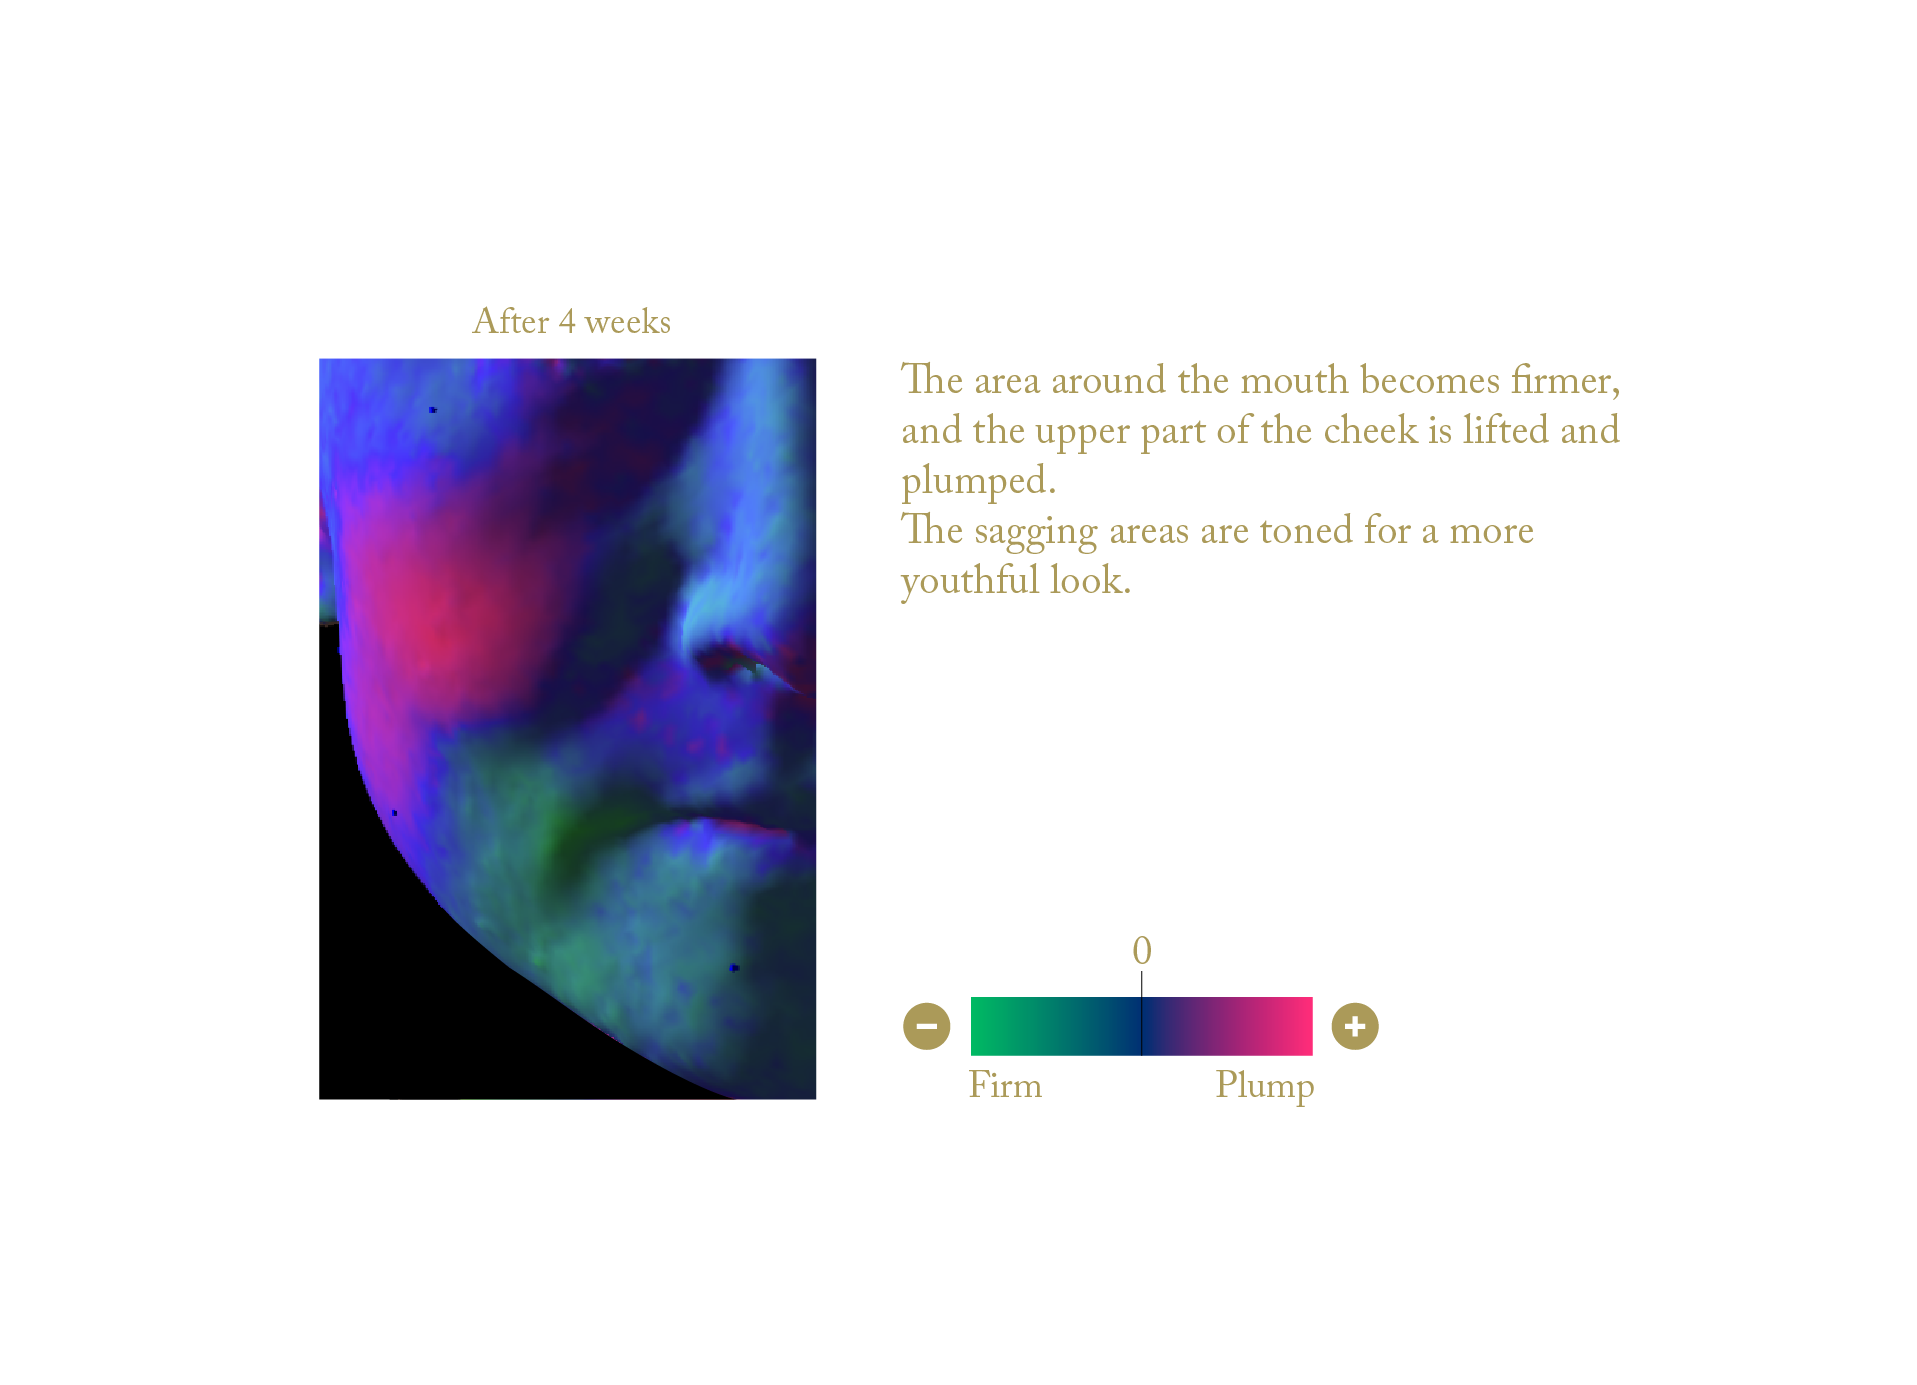 After 4 weeks
The area around the mouth becomes firmer,
and the upper part of the cheek is lifted and
plumped.
The sagging areas are toned for a more
youthful look.
0
− +
Firm Plump